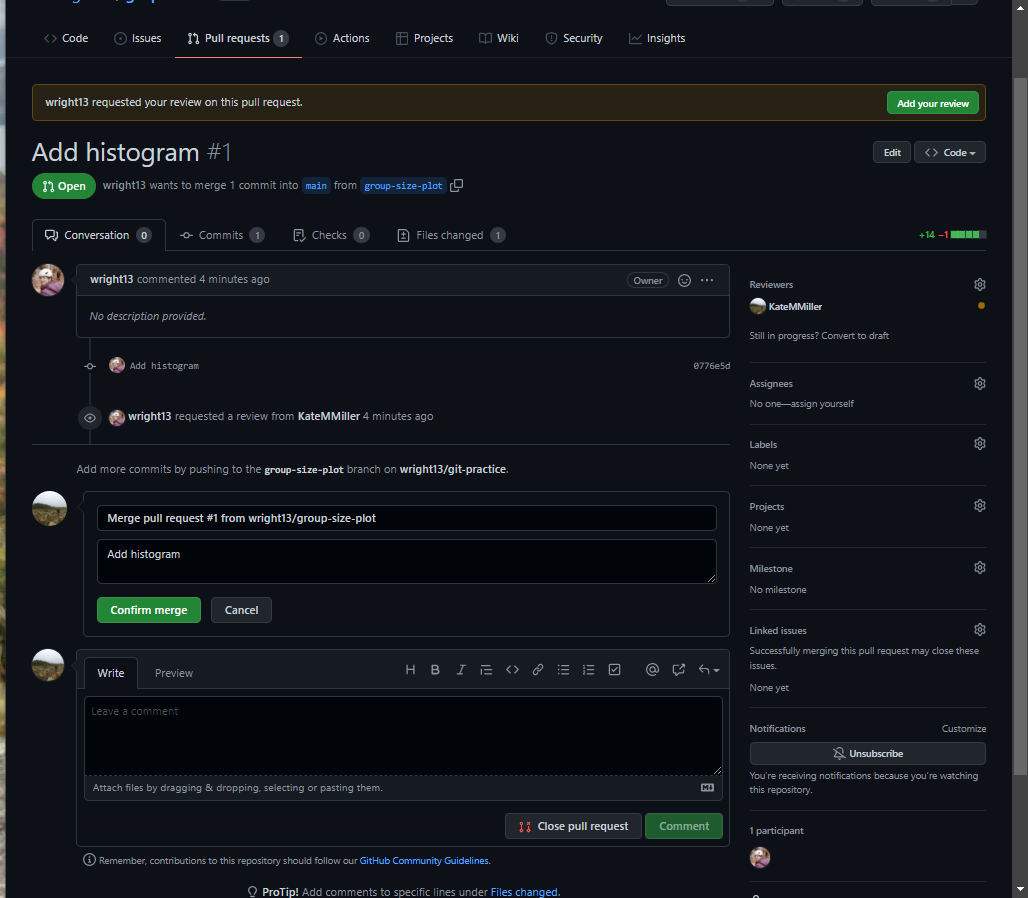 Code Issues Pull requests 1 Actions Projects Wiki Security Insights
wright13 requested your review on this pull request.
Add your review
Add histogram #1
Edit
Code
Open
wright13 wants to merge 1 commit into main from group-size-plot
Conversation 0 Commits 1 Checks 0 Files changed 1
+14 −1
wright13 commented 4 minutes ago
Owner
No description provided.
Add histogram
0776e5d
wright13 requested a review from KateMMiller 4 minutes ago
Add more commits by pushing to the group-size-plot branch on wright13/git-practice.
Merge pull request #1 from wright13/group-size-plot
Add histogram
Confirm merge
Cancel
Write
Preview
Leave a comment
Attach files by dragging & dropping, selecting or pasting them.
Close pull request
Comment
Remember, contributions to this repository should follow our GitHub Community Guidelines.
ProTip! Add comments to specific lines under Files changed.
Reviewers
KateMMiller
Still in progress? Convert to draft
Assignees
No one—assign yourself
Labels
None yet
Projects
None yet
Milestone
No milestone
Linked issues
Successfully merging this pull request may close these
issues.
None yet
Notifications
Customize
Unsubscribe
You're receiving notifications because you're watching
this repository.
1 participant